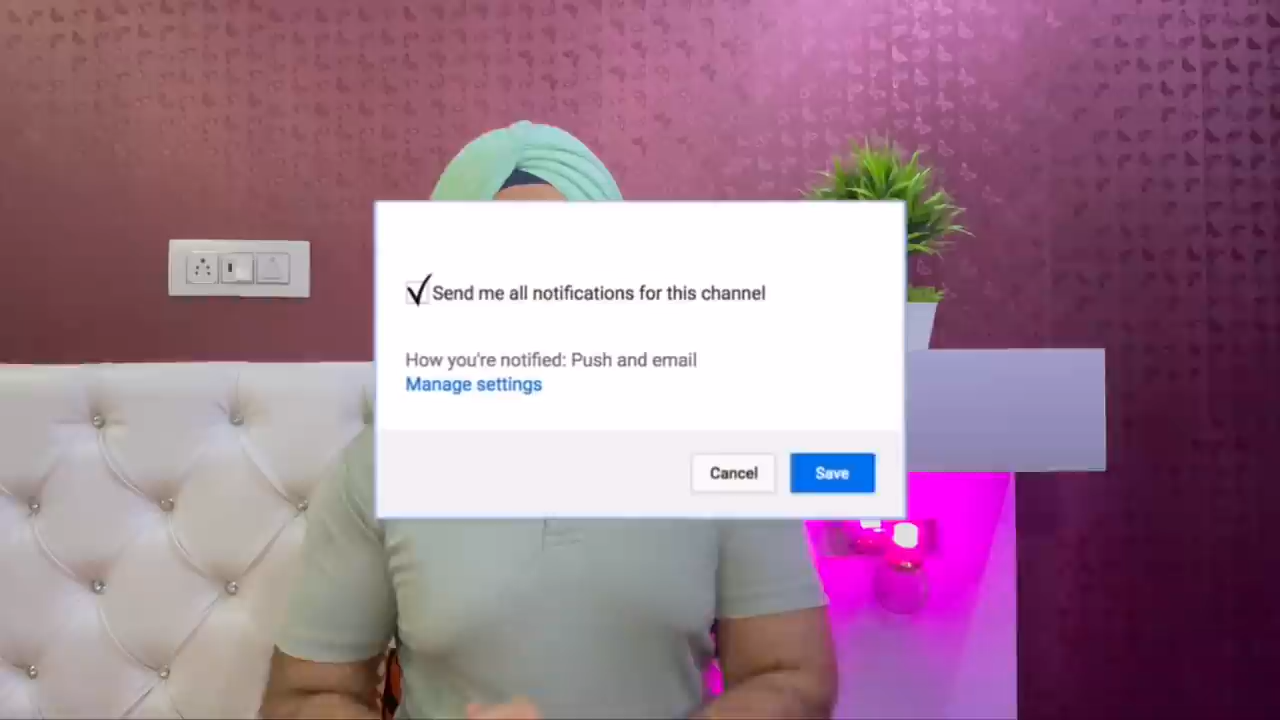 Send me all notifications for this channel
How you're notified: Push and email
Manage settings
Cancel
Save